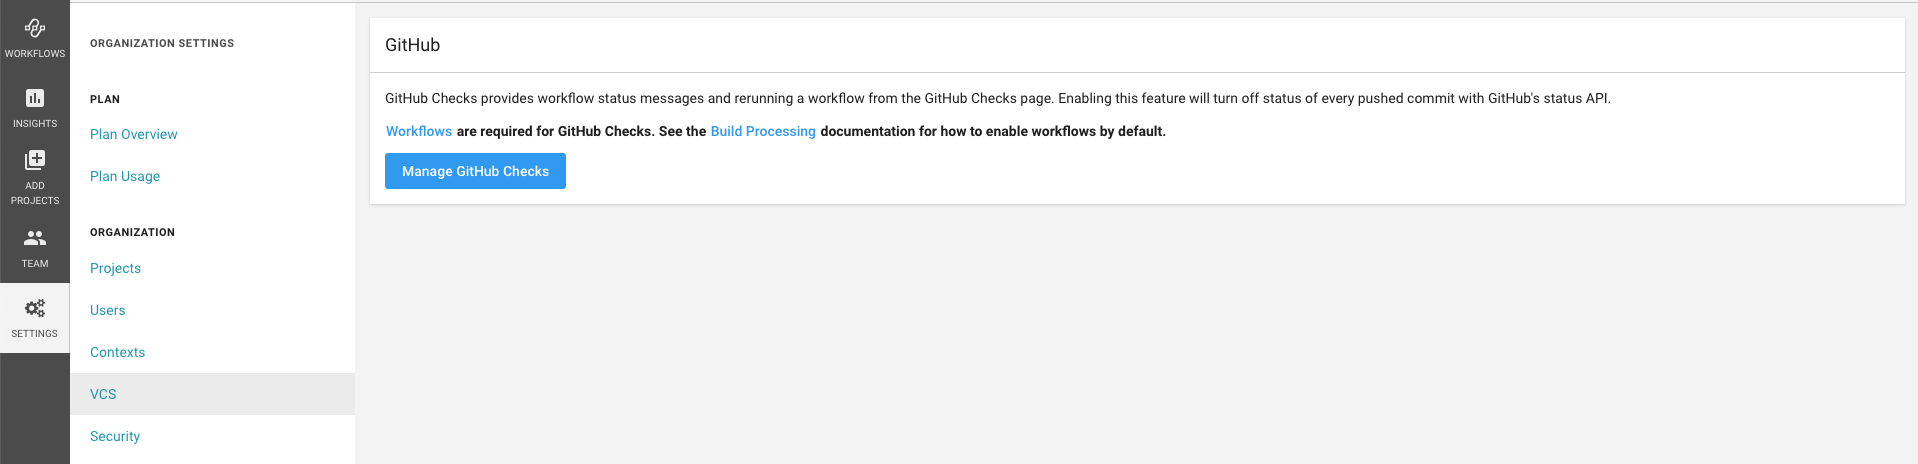 WORKFLOWS
INSIGHTS
ADD
PROJECTS
TEAM
SETTINGS
ORGANIZATION SETTINGS
PLAN
Plan Overview
Plan Usage
ORGANIZATION
Projects
Users
Contexts
VCS
Security
GitHub
GitHub Checks provides workflow status messages and rerunning a workflow from the GitHub Checks page. Enabling this feature will turn off status of every pushed commit with GitHub's status API.
Workflows are required for GitHub Checks. See the Build Processing documentation for how to enable workflows by default.
Manage GitHub Checks